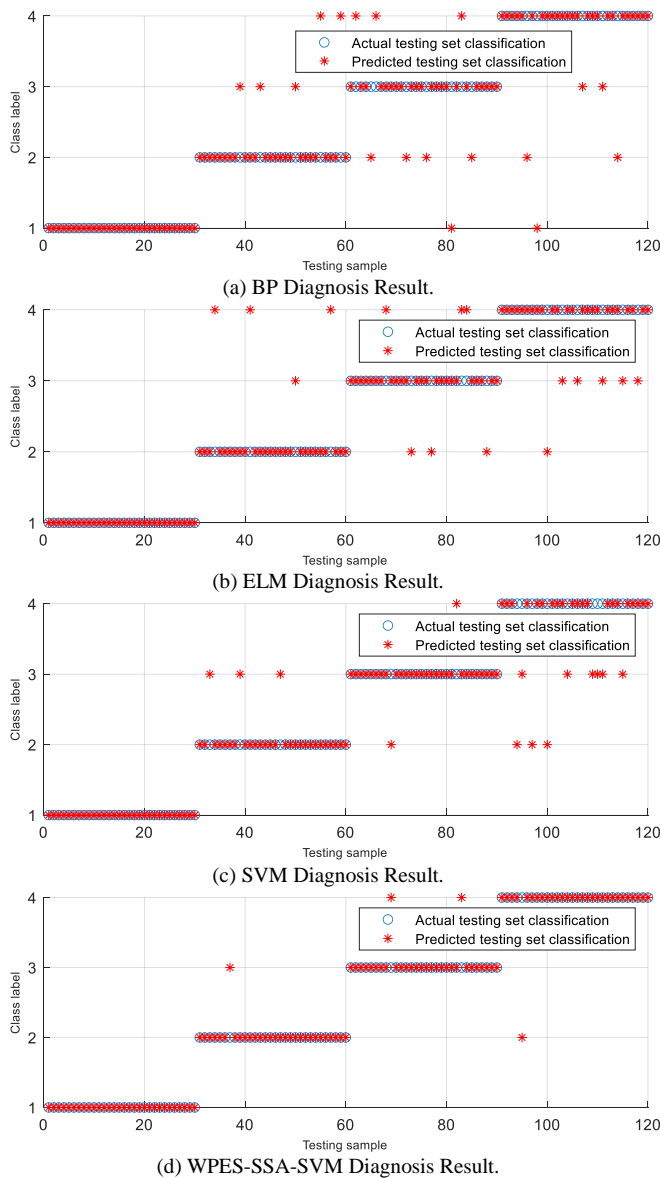 4
3
2
1
Class label
Actual testing set classification
Predicted testing set classification
0 20 40 60 80 100 120
Testing sample
(a) BP Diagnosis Result.
4
3
2
1
Class label
Actual testing set classification
Predicted testing set classification
0 20 40 60 80 100 120
Testing sample
(b) ELM Diagnosis Result.
4
3
2
1
Class label
Actual testing set classification
Predicted testing set classification
0 20 40 60 80 100 120
Testing sample
(c) SVM Diagnosis Result.
4
3
2
1
Class label
Actual testing set classification
Predicted testing set classification
0 20 40 60 80 100 120
Testing sample
(d) WPES-SSA-SVM Diagnosis Result.